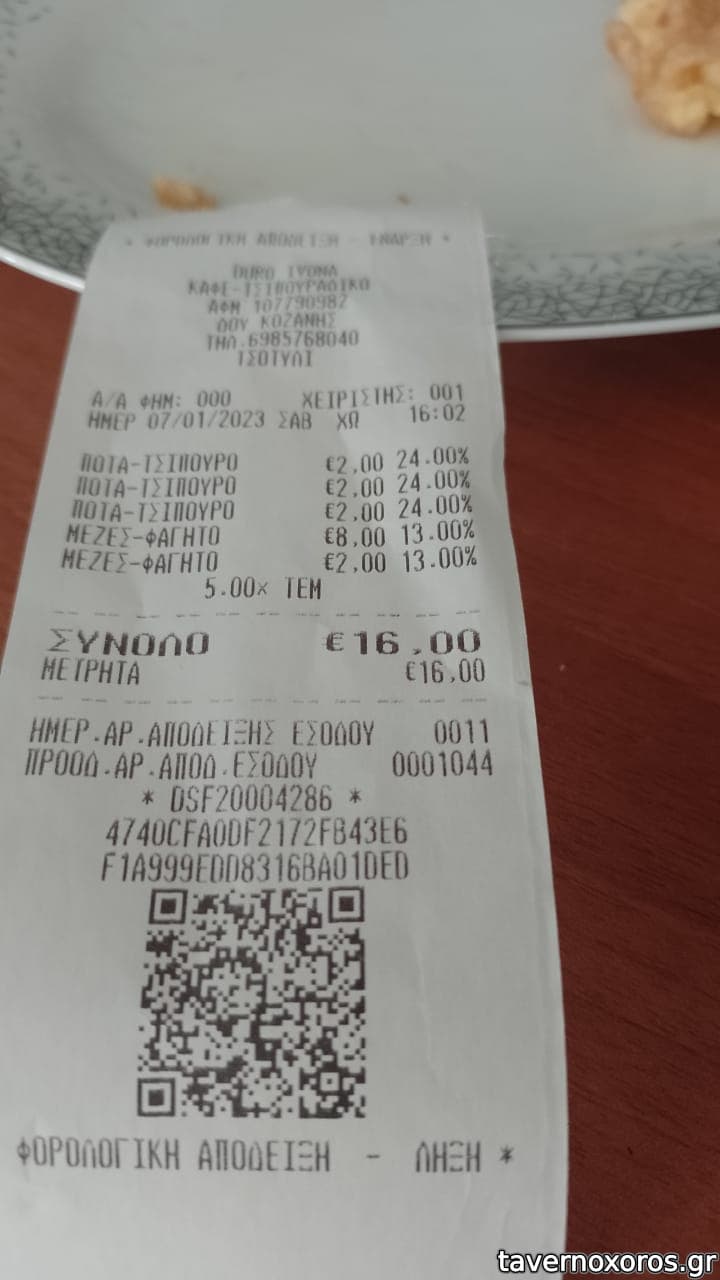 * ΦΟΡΟΛΟΓΙΚΗ ΑΠΟΔΕΙΞΗ - ΕΝΑΡΞΗ *
DURO IVONA
ΚΑΦΕ-ΤΣΙΠΟΥΡΑΔΙΚΟ
ΑΦΜ 107790982
ΔΟΥ ΚΟΖΑΝΗΣ
ΤΗΛ.6985768040
ΤΣΟΤΥΛΙ
Α/Α ΦΗΜ: 000 ΧΕΙΡΙΣΤΗΣ: 001
ΗΜΕΡ 07/01/2023 ΣΑΒ ΧΩ 16:02
ΠΟΤΑ-ΤΣΙΠΟΥΡΟ €2,00 24.00%
ΠΟΤΑ-ΤΣΙΠΟΥΡΟ €2,00 24.00%
ΠΟΤΑ-ΤΣΙΠΟΥΡΟ €2,00 24.00%
ΜΕΖΕΣ-ΦΑΓΗΤΟ €8,00 13.00%
ΜΕΖΕΣ-ΦΑΓΗΤΟ €2,00 13.00%
5.00x ΤΕΜ
ΣΥΝΟΛΟ €16,00
ΜΕΤΡΗΤΑ €16,00
ΗΜΕΡ.ΑΡ.ΑΠΟΔΕΙΞΗΣ ΕΣΟΔΟΥ 0011
ΠΡΟΟΔ.ΑΡ.ΑΠΟΔ.ΕΣΟΔΟΥ 0001044
* DSF20004286 *
4740CFA0DF2172FB43E6
F1A999EDD8316BA01DED
ΦΟΡΟΛΟΓΙΚΗ ΑΠΟΔΕΙΞΗ - ΛΗΞΗ *
tavernoxoros.gr